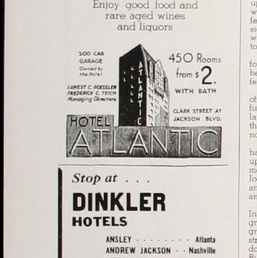 Enjoy good food and
rare aged wines
and liquors
200 CAR
GARAGE
Owned by
the Hotel
450 Rooms
from $2.
WITH BATH
ATLANTIC
ERNEST C. ROESSLER
FREDERICK C. TEICH
Managing Directors
CLARK STREET AT
JACKSON BLVD.
HOTEL
ATLANTIC
Stop at . . .
DINKLER
HOTELS
ANSLEY - - - - - - - - Atlanta
ANDREW JACKSON - - Nashville